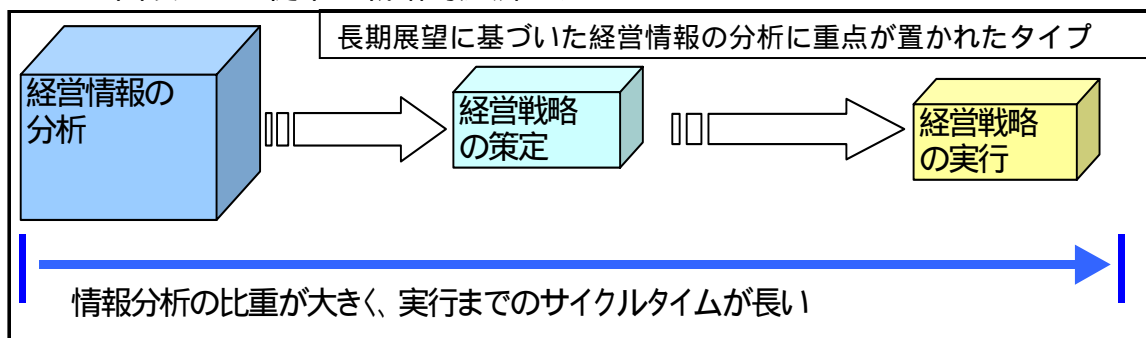 長期展望に基づいた経営情報の分析に重点が置かれたタイプ
経営情報の
分析
経営戦略
の策定
経営戦略
の実行
情報分析の比重が大きく、実行までのサイクルタイムが長い